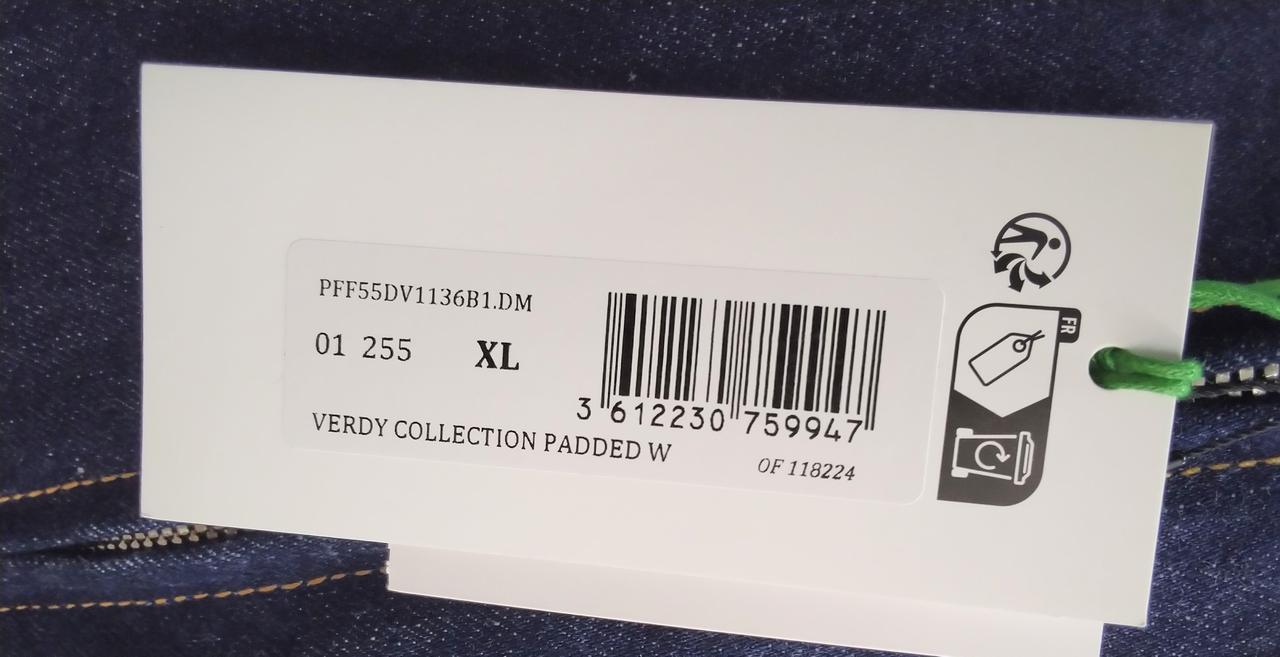 PFF55DV1136B1.DM
01 255 XL
3 612230 759947
VERDY COLLECTION PADDED W
OF 118224
FR